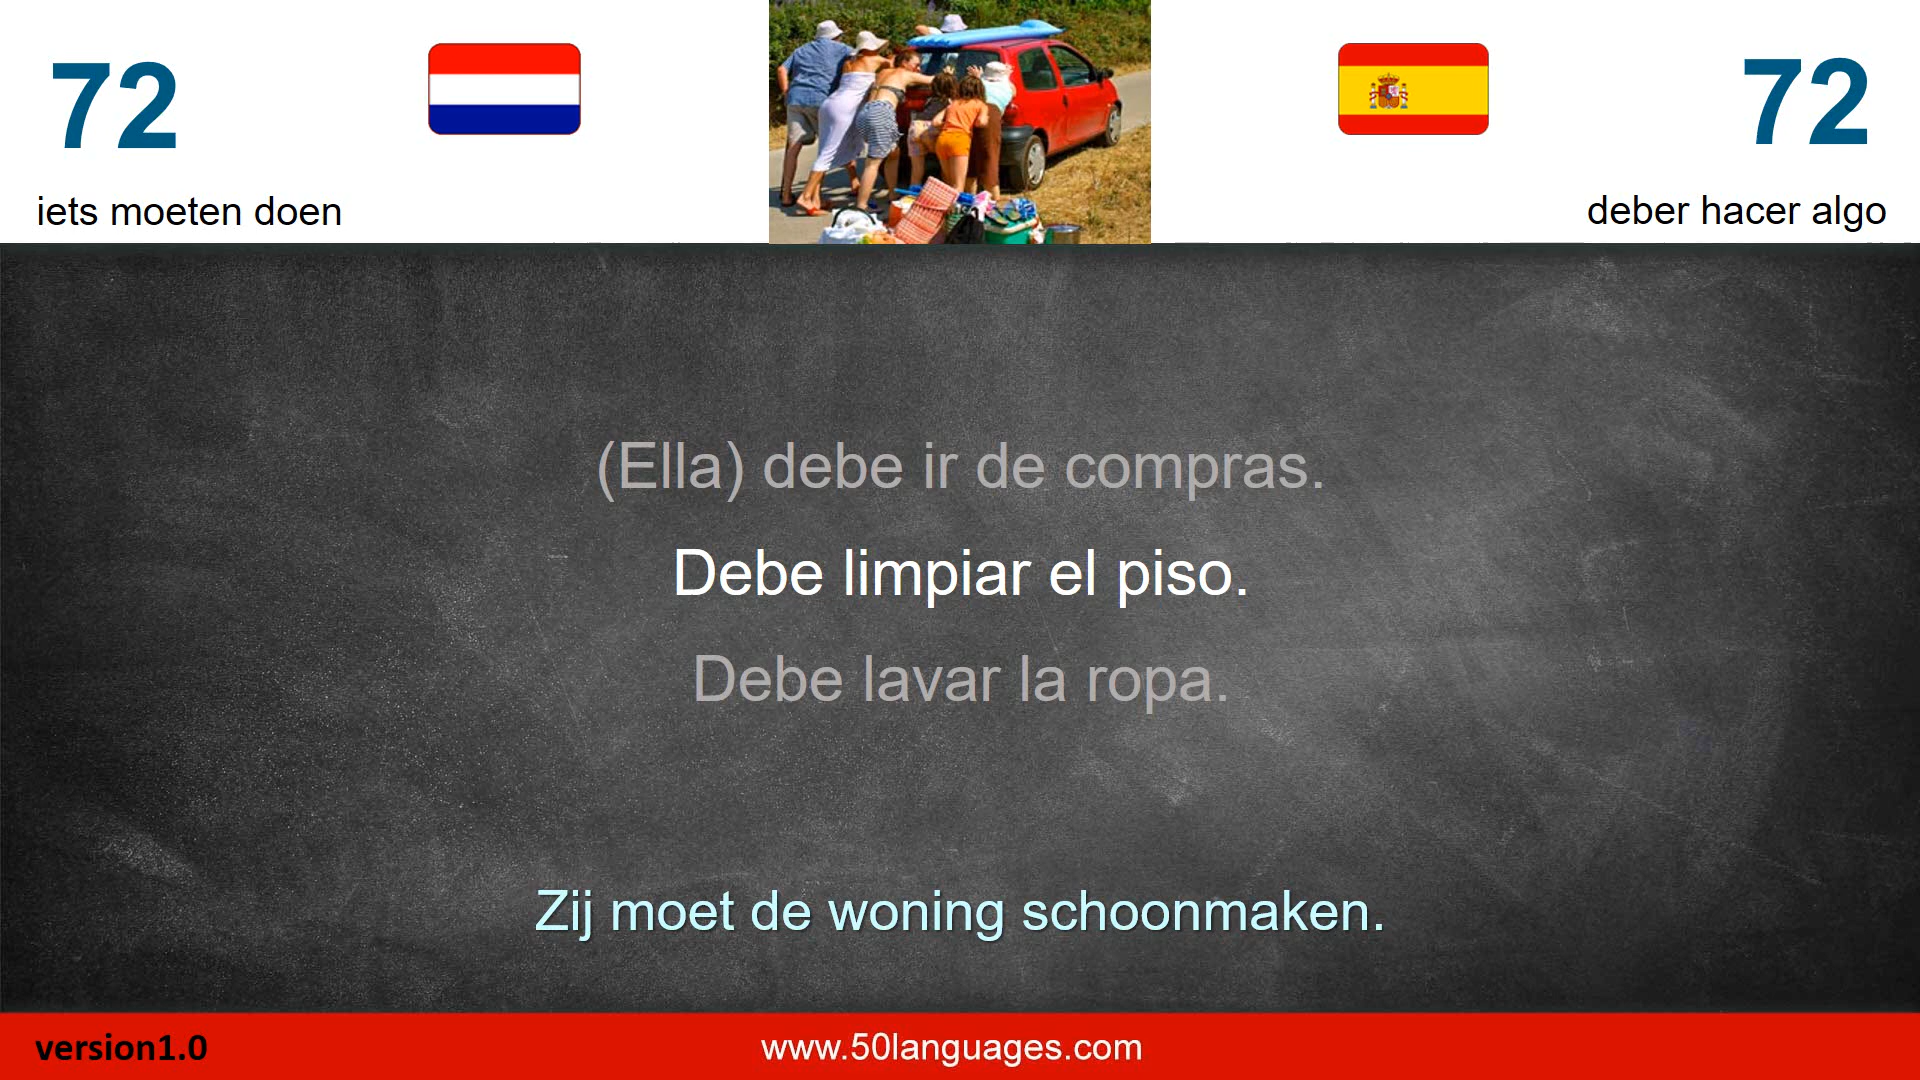 72
72
iets moeten doen
deber hacer algo
(Ella) debe ir de compras.
Debe limpiar el piso.
Debe lavar la ropa.
Zij moet de woning schoonmaken.
version1.0
www.50languages.com